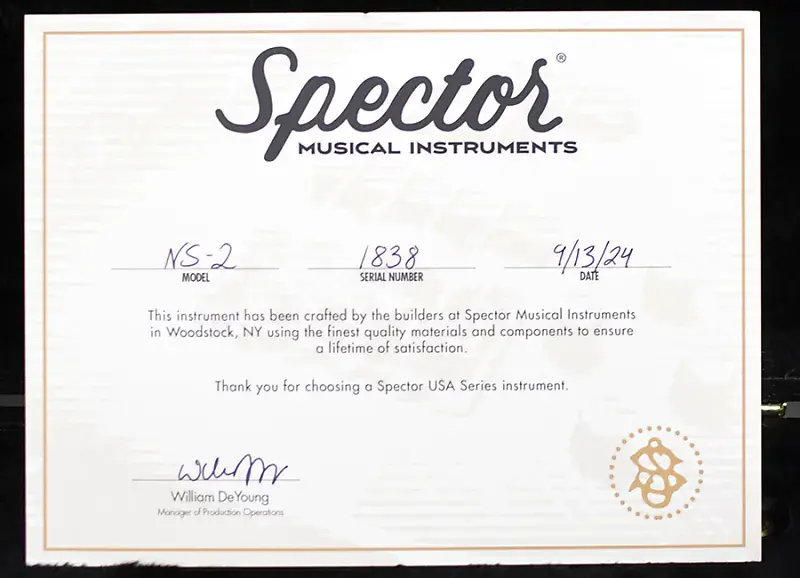 Spector®
MUSICAL INSTRUMENTS
NS-2 1838 9/13/24
MODEL SERIAL NUMBER DATE
This instrument has been crafted by the builders at Spector Musical Instruments
in Woodstock, NY using the finest quality materials and components to ensure
a lifetime of satisfaction.
Thank you for choosing a Spector USA Series instrument.
William DeYoung
Manager of Production Operations